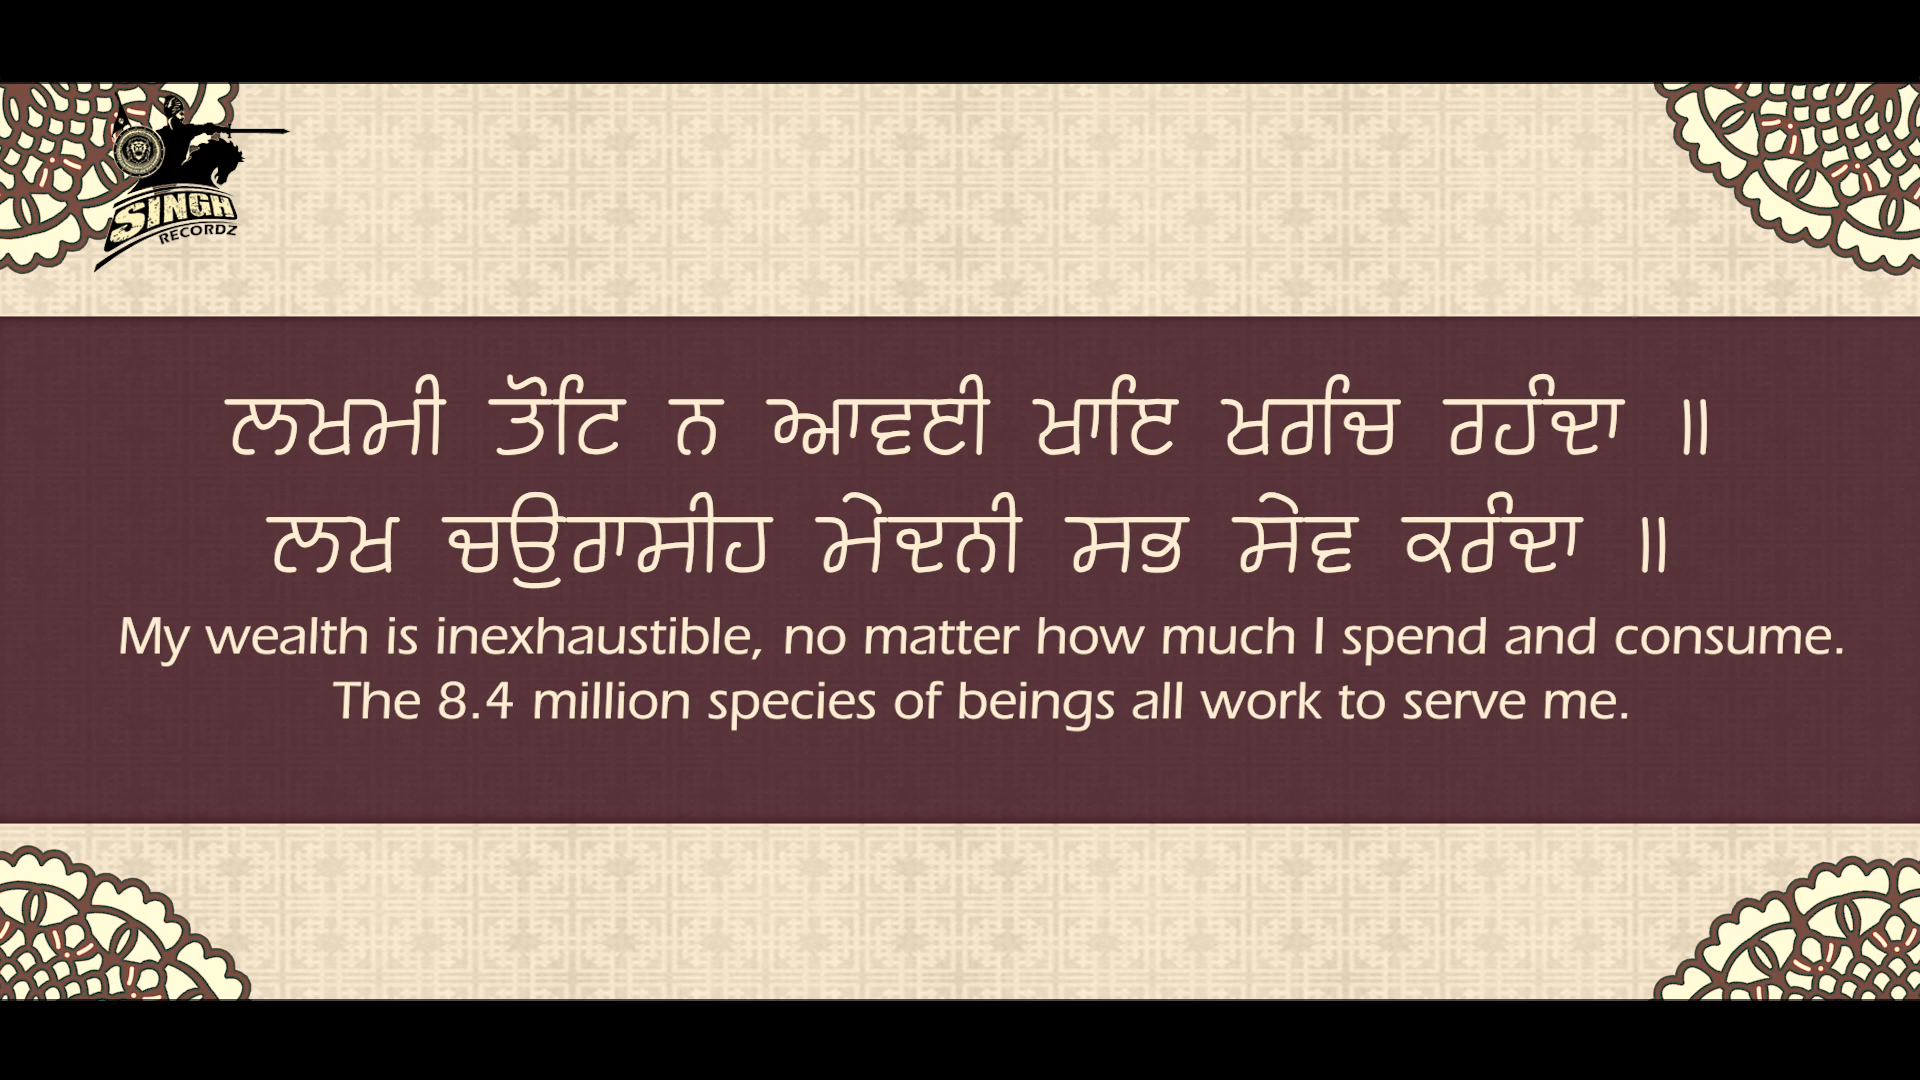 SINGH
RECORDZ
ਲਖਮੀ ਤੋਟਿ ਨ ਆਵਈ ਖਾਇ ਖਰਚਿ ਰਹੰਦਾ ॥
ਲਖ ਚਉਰਾਸੀਹ ਮੇਦਨੀ ਸਭ ਸੇਵ ਕਰੰਦਾ ॥
My wealth is inexhaustible, no matter how much I spend and consume.
The 8.4 million species of beings all work to serve me.